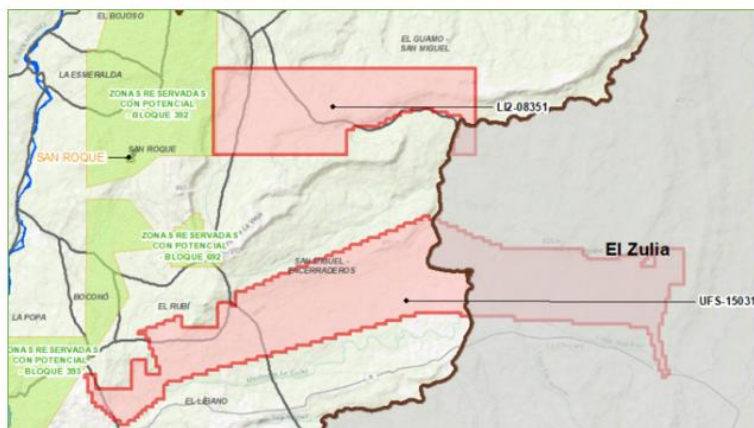 EL BOJOSO
EL GUAMO -
SAN MIGUEL
LA ESMERALDA
ZONAS RESERVADAS
CON POTENCIAL -
BLOQUE 392
LI2-08351
SAN ROQUE
SAN ROQUE
ZONAS RESERVADAS
CON POTENCIAL -
BLOQUE 692
El Zulia
SAN MIGUEL -
ENCERRADEROS
BOCONÓ
EL RUBÍ
UFS-15031
LA POPA
ZONAS RESERVADAS
CON POTENCIAL -
BLOQUE 393
EL LÍBANO